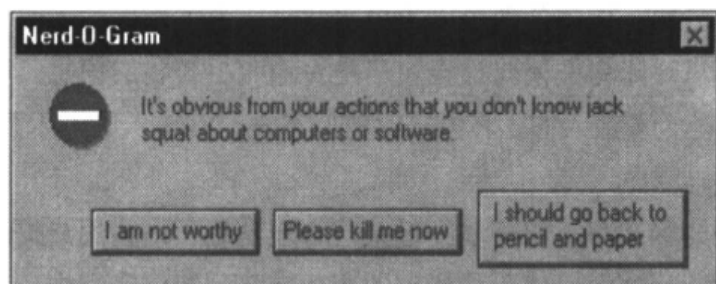 Nerd-O-Gram
It's obvious from your actions that you don't know jack
squat about computers or software.
I am not worthy
Please kill me now
I should go back to
pencil and paper